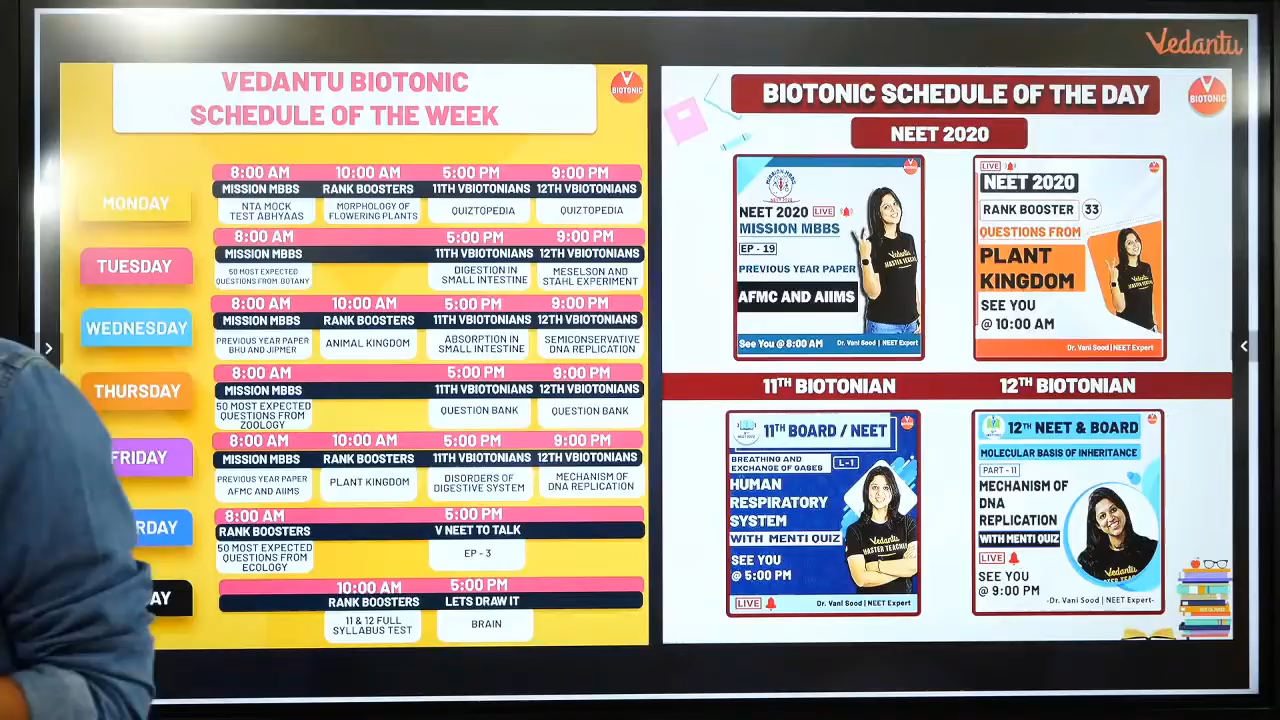 Vedantu
VEDANTU BIOTONIC
SCHEDULE OF THE WEEK
V
BIOTONIC
8:00 AM 10:00 AM 5:00 PM 9:00 PM
MONDAY
MISSION MBBS RANK BOOSTERS 11TH VBIOTONIANS 12TH VBIOTONIANS
NTA MOCK
TEST ABHYAAS
MORPHOLOGY OF
FLOWERING PLANTS
QUIZTOPEDIA
QUIZTOPEDIA
8:00 AM 5:00 PM 9:00 PM
TUESDAY
MISSION MBBS 11TH VBIOTONIANS 12TH VBIOTONIANS
50 MOST EXPECTED
QUESTIONS FROM BOTANY
DIGESTION IN
SMALL INTESTINE
MESELSON AND
STAHL EXPERIMENT
8:00 AM 10:00 AM 5:00 PM 9:00 PM
WEDNESDAY
MISSION MBBS RANK BOOSTERS 11TH VBIOTONIANS 12TH VBIOTONIANS
PREVIOUS YEAR PAPER
BHU AND JIPMER
ANIMAL KINGDOM
ABSORPTION IN
SMALL INTESTINE
SEMICONSERVATIVE
DNA REPLICATION
8:00 AM 5:00 PM 9:00 PM
THURSDAY
MISSION MBBS 11TH VBIOTONIANS 12TH VBIOTONIANS
50 MOST EXPECTED
QUESTIONS FROM
ZOOLOGY
QUESTION BANK
QUESTION BANK
8:00 AM 10:00 AM 5:00 PM 9:00 PM
FRIDAY
MISSION MBBS RANK BOOSTERS 11TH VBIOTONIANS 12TH VBIOTONIANS
PREVIOUS YEAR PAPER
AFMC AND AIIMS
PLANT KINGDOM
DISORDERS OF
DIGESTIVE SYSTEM
MECHANISM OF
DNA REPLICATION
8:00 AM 5:00 PM
RDAY
RANK BOOSTERS V NEET TO TALK
50 MOST EXPECTED
QUESTIONS FROM
ECOLOGY
EP - 3
10:00 AM 5:00 PM
AY
RANK BOOSTERS LETS DRAW IT
11 & 12 FULL
SYLLABUS TEST
BRAIN
BIOTONIC SCHEDULE OF THE DAY
V
BIOTONIC
NEET 2020
MISSION MBBS
NEET 2020 LIVE
MISSION MBBS
EP - 19
PREVIOUS YEAR PAPER
AFMC AND AIIMS
See You @ 8:00 AM Dr. Vani Sood | NEET Expert
Vedantu
MASTER TEACHER
LIVE
NEET 2020
RANK BOOSTER 33
QUESTIONS FROM
PLANT
KINGDOM
SEE YOU
@ 10:00 AM
Dr. Vani Sood | NEET Expert
Vedantu
MASTER TEACHER
11TH BIOTONIAN
12TH BIOTONIAN
11TH BOARD / NEET
BREATHING AND
EXCHANGE OF GASES L-1
HUMAN
RESPIRATORY
SYSTEM
WITH MENTI QUIZ
SEE YOU
@ 5:00 PM
LIVE Dr. Vani Sood | NEET Expert
Vedantu
MASTER TEACHER
12TH NEET & BOARD
MOLECULAR BASIS OF INHERITANCE
PART - 11
MECHANISM OF
DNA
REPLICATION
WITH MENTI QUIZ
LIVE
SEE YOU
@ 9:00 PM
-Dr. Vani Sood | NEET Expert-
Vedantu